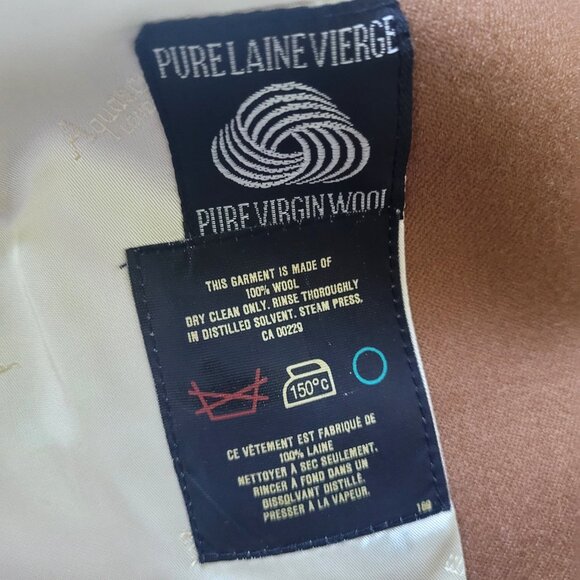 PURE LAINE VIERGE
PURE VIRGIN WOOL
THIS GARMENT IS MADE OF
100% WOOL
DRY CLEAN ONLY. RINSE THOROUGHLY
IN DISTILLED SOLVENT. STEAM PRESS.
CA 00229
150°C
CE VÊTEMENT EST FABRIQUÉ DE
100% LAINE
NETTOYER À SEC SEULEMENT.
RINCER À FOND DANS UN
DISSOLVANT DISTILLÉ.
PRESSER À LA VAPEUR.